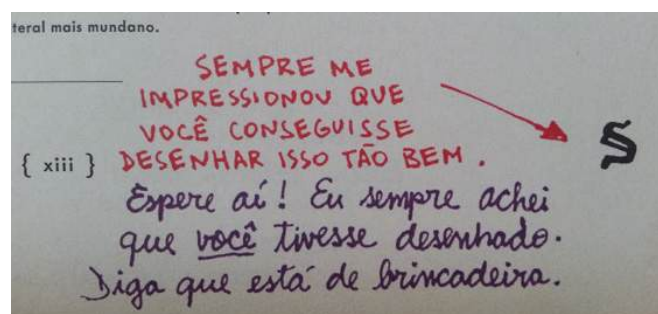 teral mais mundano.
SEMPRE ME
IMPRESSIONOU QUE
VOCÊ CONSEGUISSE
{ xiii } DESENHAR ISSO TÃO BEM.
Espere aí! Eu sempre achei
que você tivesse desenhado.
Diga que está de brincadeira.